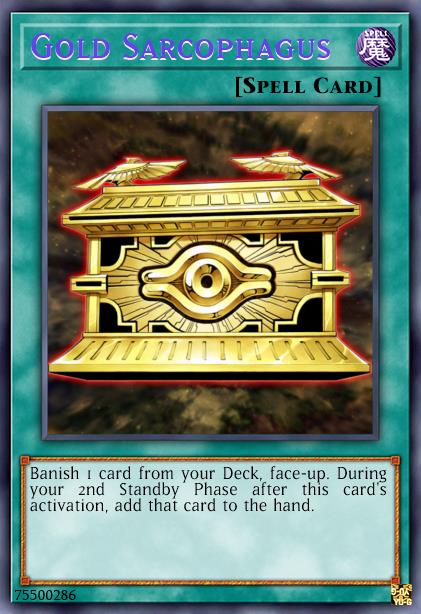 Gold Sarcophagus
SPELL
魔
[Spell Card]
Banish 1 card from your Deck, face-up. During
your 2nd Standby Phase after this card's
activation, add that card to the hand.
75500286